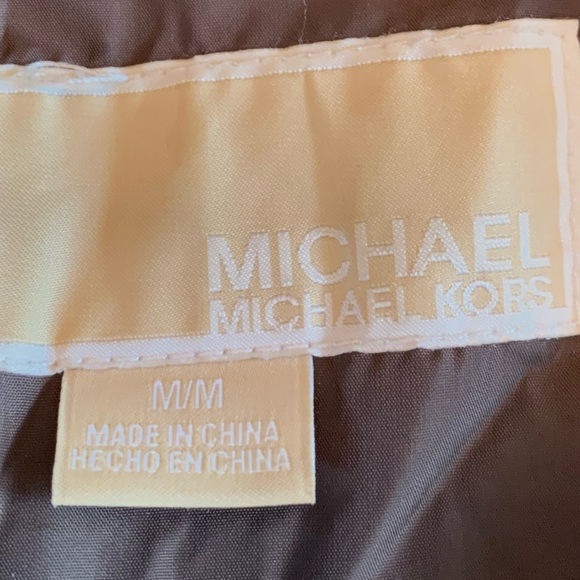 MICHAEL
MICHAEL KORS
M/M
MADE IN CHINA
HECHO EN CHINA